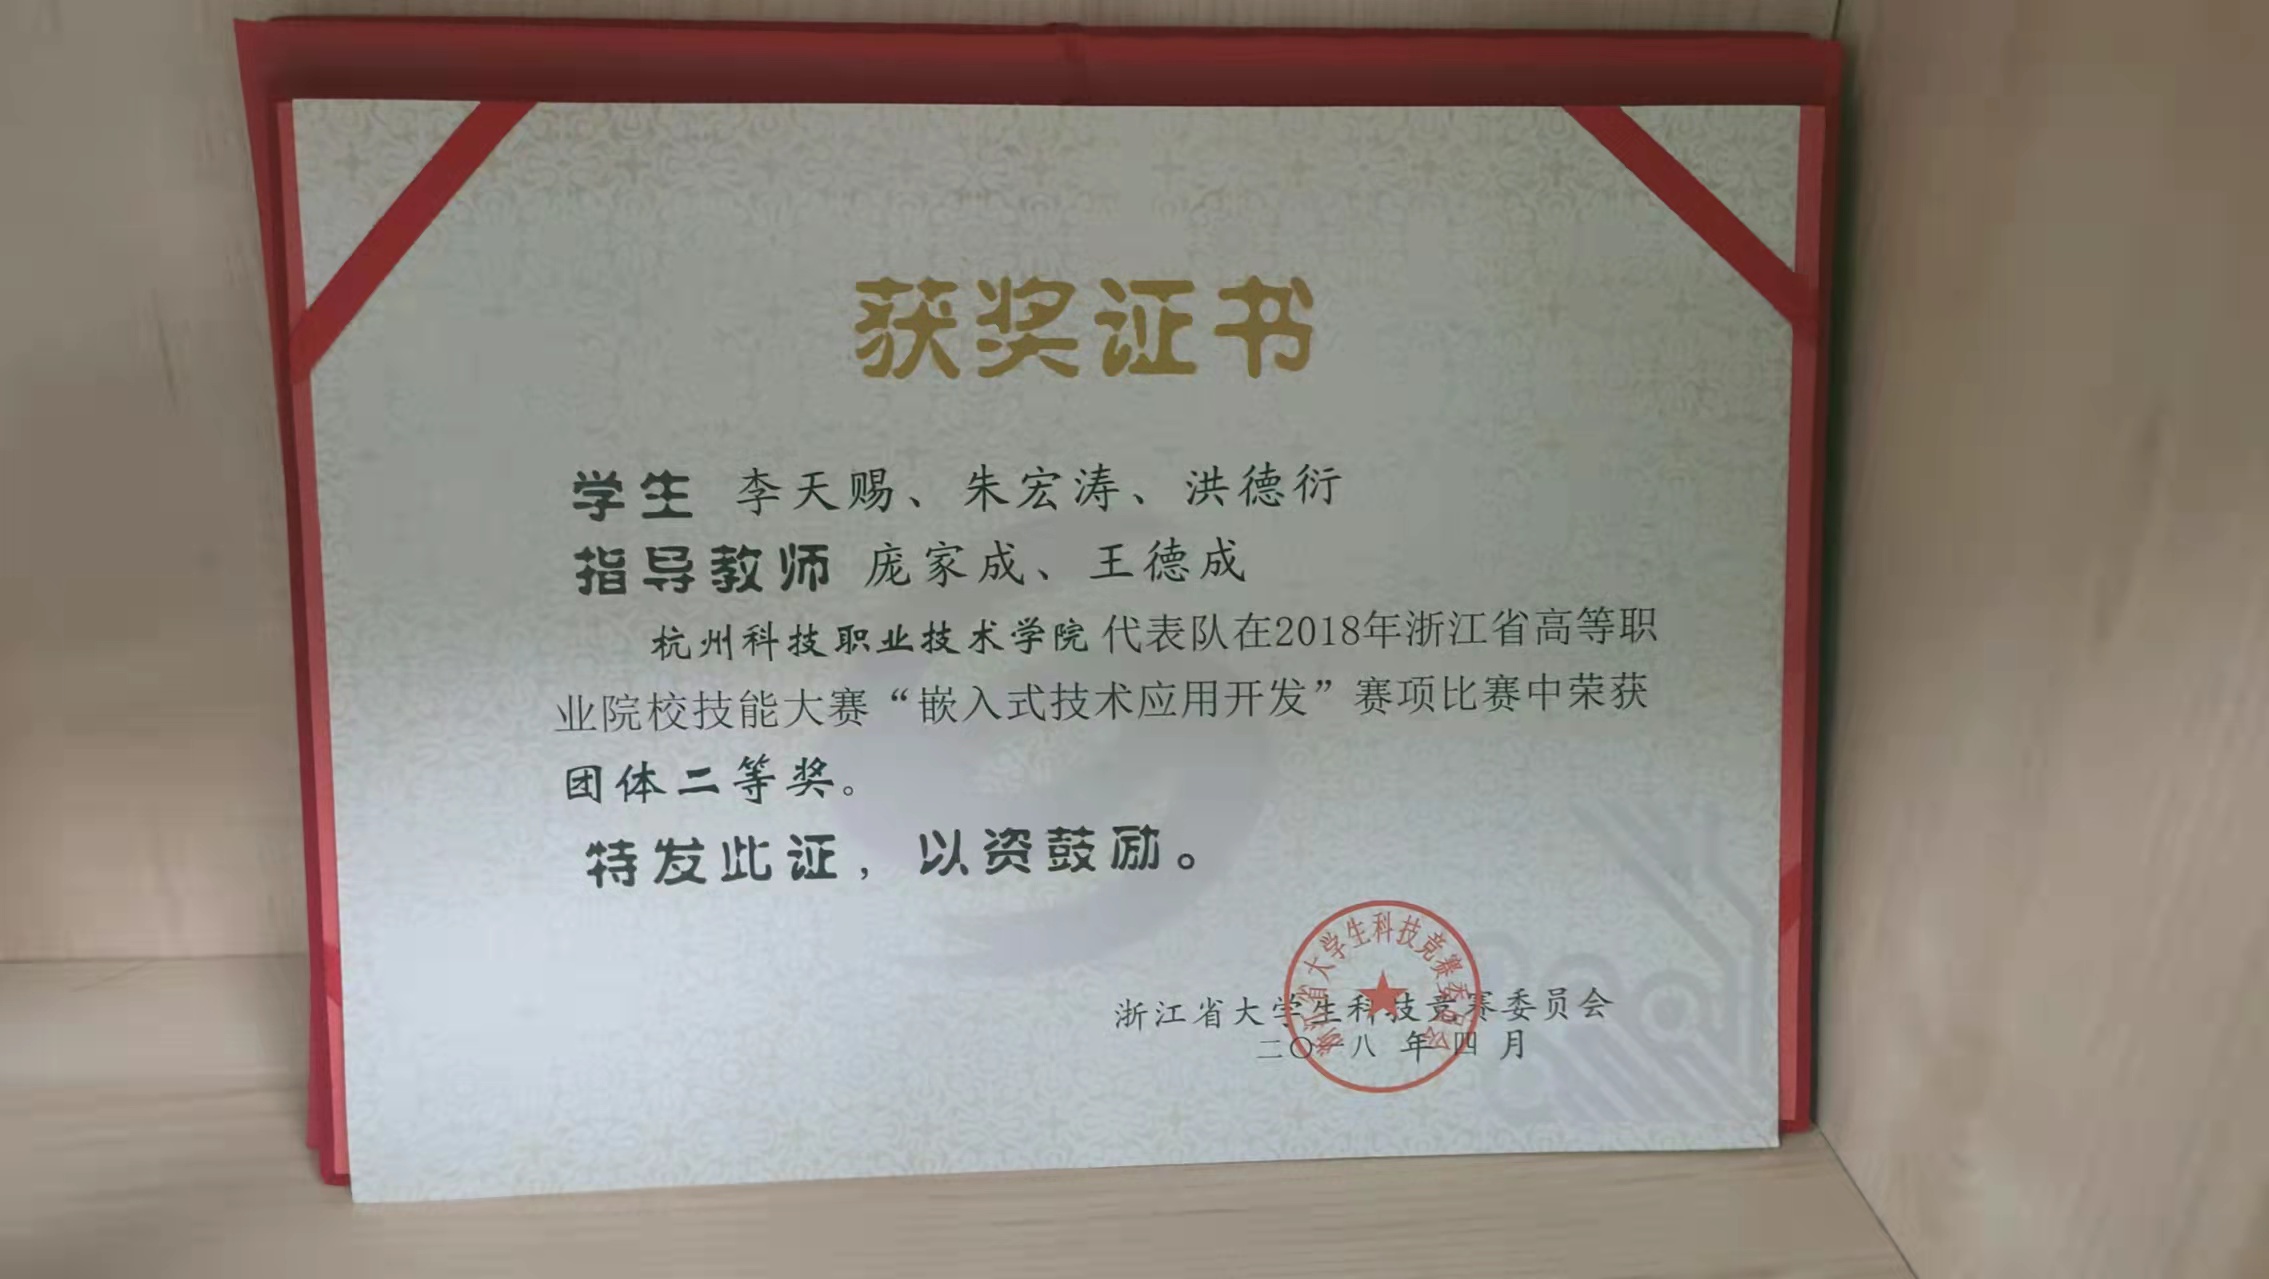 获奖证书
学生 李天赐、朱宏涛、洪德衍
指导教师 庞家成、王德成
杭州科技职业技术学院代表队在2018年浙江省高等职
业院校技能大赛“嵌入式技术应用开发”赛项比赛中荣获
团体二等奖。
特发此证，以资鼓励。
浙江省大学生科技竞赛委员会
二〇一八 年 四 月
浙江省大学生科技竞赛委员会